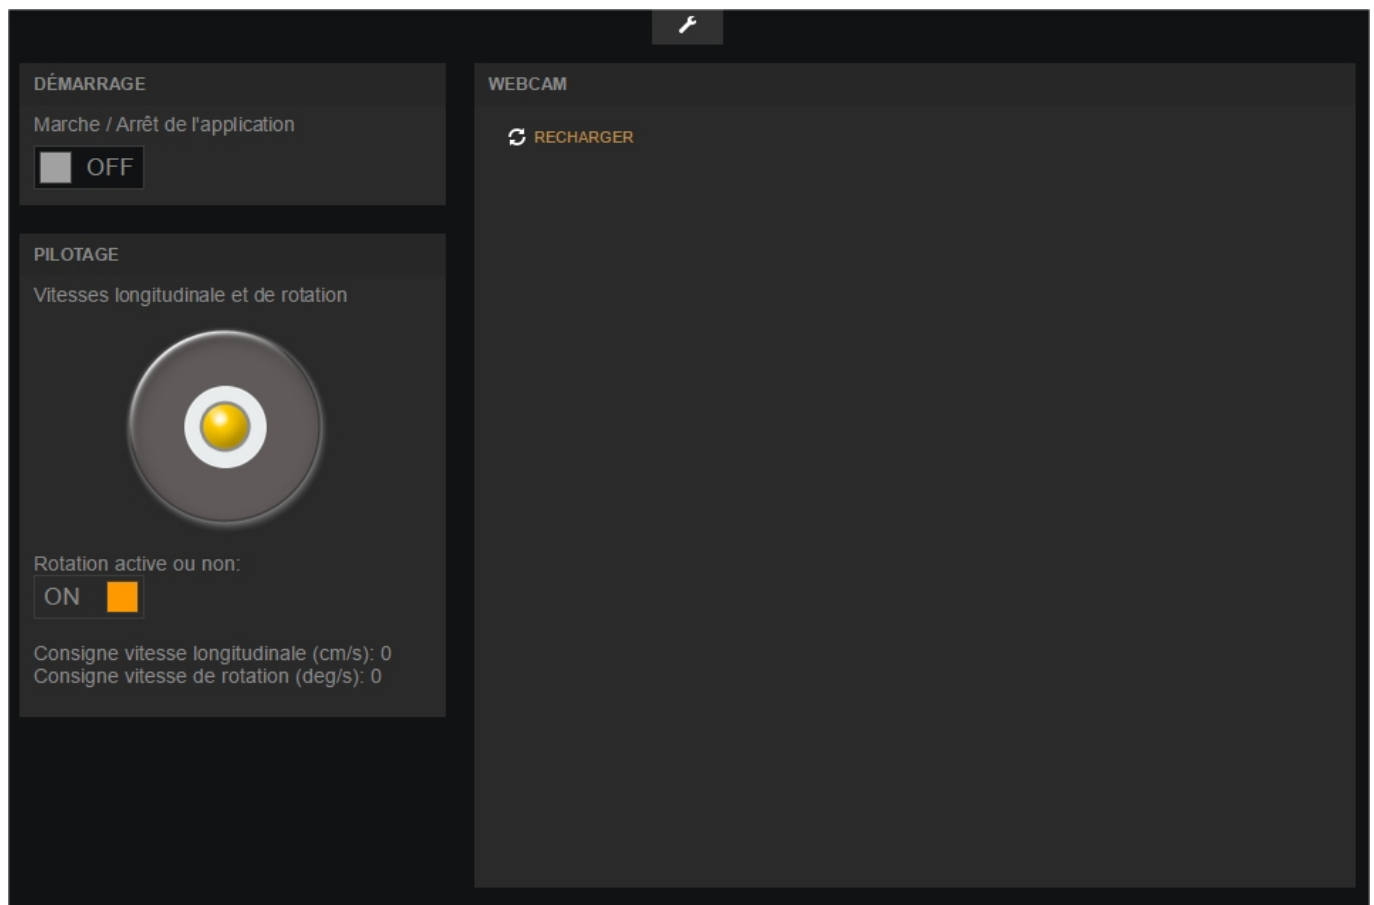 DÉMARRAGE
Marche / Arrêt de l'application
OFF
PILOTAGE
Vitesses longitudinale et de rotation
Rotation active ou non:
ON
Consigne vitesse longitudinale (cm/s): 0
Consigne vitesse de rotation (deg/s): 0
WEBCAM
RECHARGER